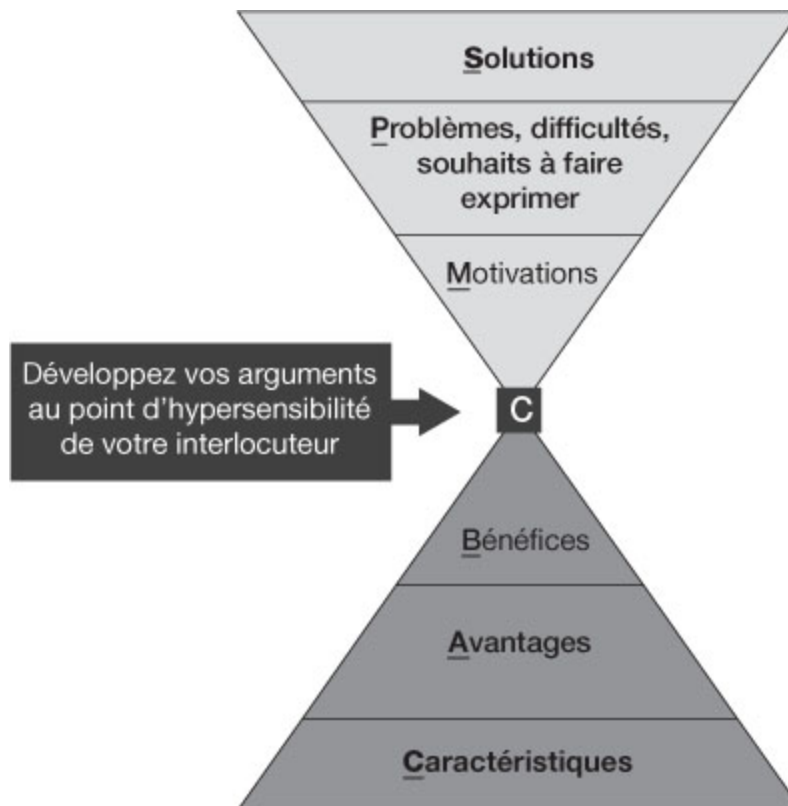 Solutions
Problèmes, difficultés,
souhaits à faire
exprimer
Motivations
Développez vos arguments
au point d’hypersensibilité
de votre interlocuteur
C
Bénéfices
Avantages
Caractéristiques